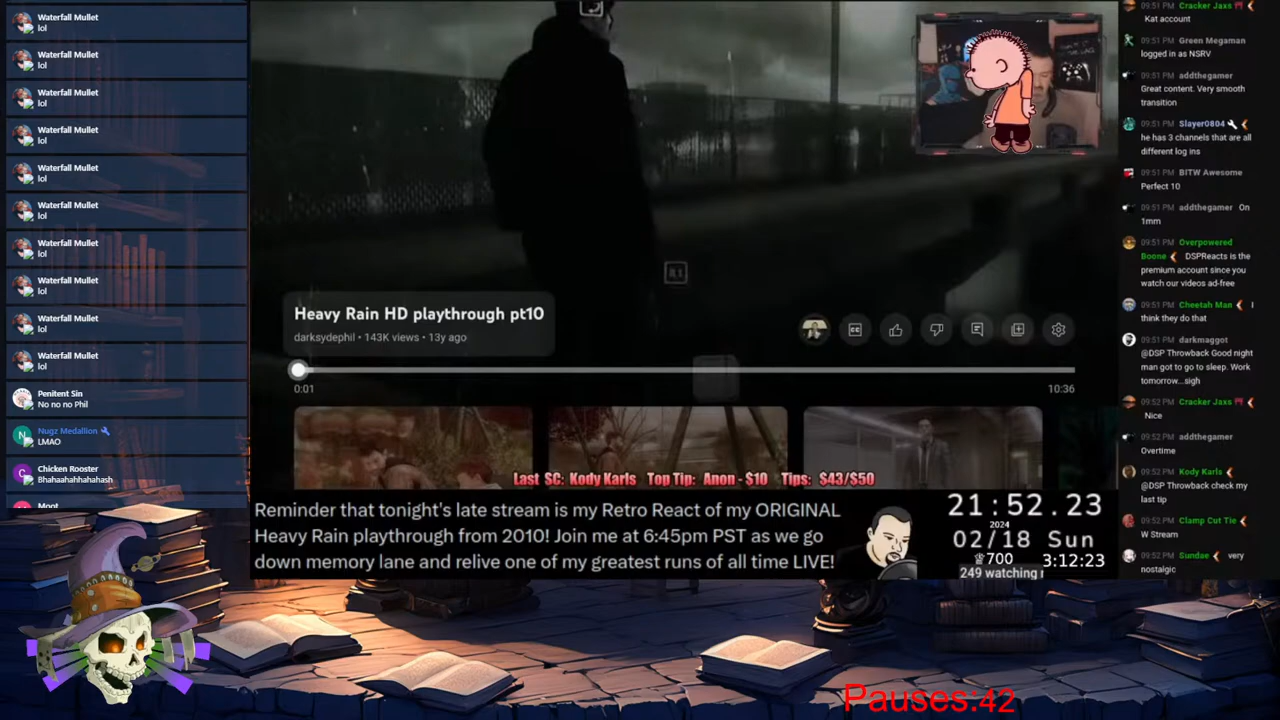 Waterfall Mullet
lol
Waterfall Mullet
lol
Waterfall Mullet
lol
Waterfall Mullet
lol
Waterfall Mullet
lol
Waterfall Mullet
lol
Waterfall Mullet
lol
Waterfall Mullet
lol
Waterfall Mullet
lol
Waterfall Mullet
lol
Penitent Sin
No no no Phil
N
Nugz Medallion
LMAO
C
Chicken Rooster
Bhahaahhahahash
Moot
R1
Heavy Rain HD playthrough pt10
darksydephil • 143K views • 13y ago
CC
0:01
10:36
Last SC: Kody Karls Top Tip: Anon - $10 Tips: $43/$50
Reminder that tonight's late stream is my Retro React of my ORIGINAL
Heavy Rain playthrough from 2010! Join me at 6:45pm PST as we go
down memory lane and relive one of my greatest runs of all time LIVE!
21:52.23
2024
02/18 Sun
700
3:12:23
249 watching
09:51 PM Cracker Jaxs
Kat account
09:51 PM Green Megaman
logged in as NSRV
09:51 PM addthegamer
Great content. Very smooth
transition
09:51 PM Slayer0804
he has 3 channels that are all
different log ins
09:51 PM BITW Awesome
Perfect 10
09:51 PM addthegamer On
1mm
09:51 PM Overpowered
Boone DSPReacts is the
premium account since you
watch our videos ad-free
09:51 PM Cheetah Man I
think they do that
09:51 PM darkmaggot
@DSP Throwback Good night
man got to go to sleep. Work
tomorrow...sigh
09:52 PM Cracker Jaxs
Nice
09:52 PM addthegamer
Overtime
09:52 PM Kody Karls
@DSP Throwback check my
last tip
09:52 PM Clamp Cut Tie
W Stream
09:52 PM Sundae very
nostalgic
Pauses:42